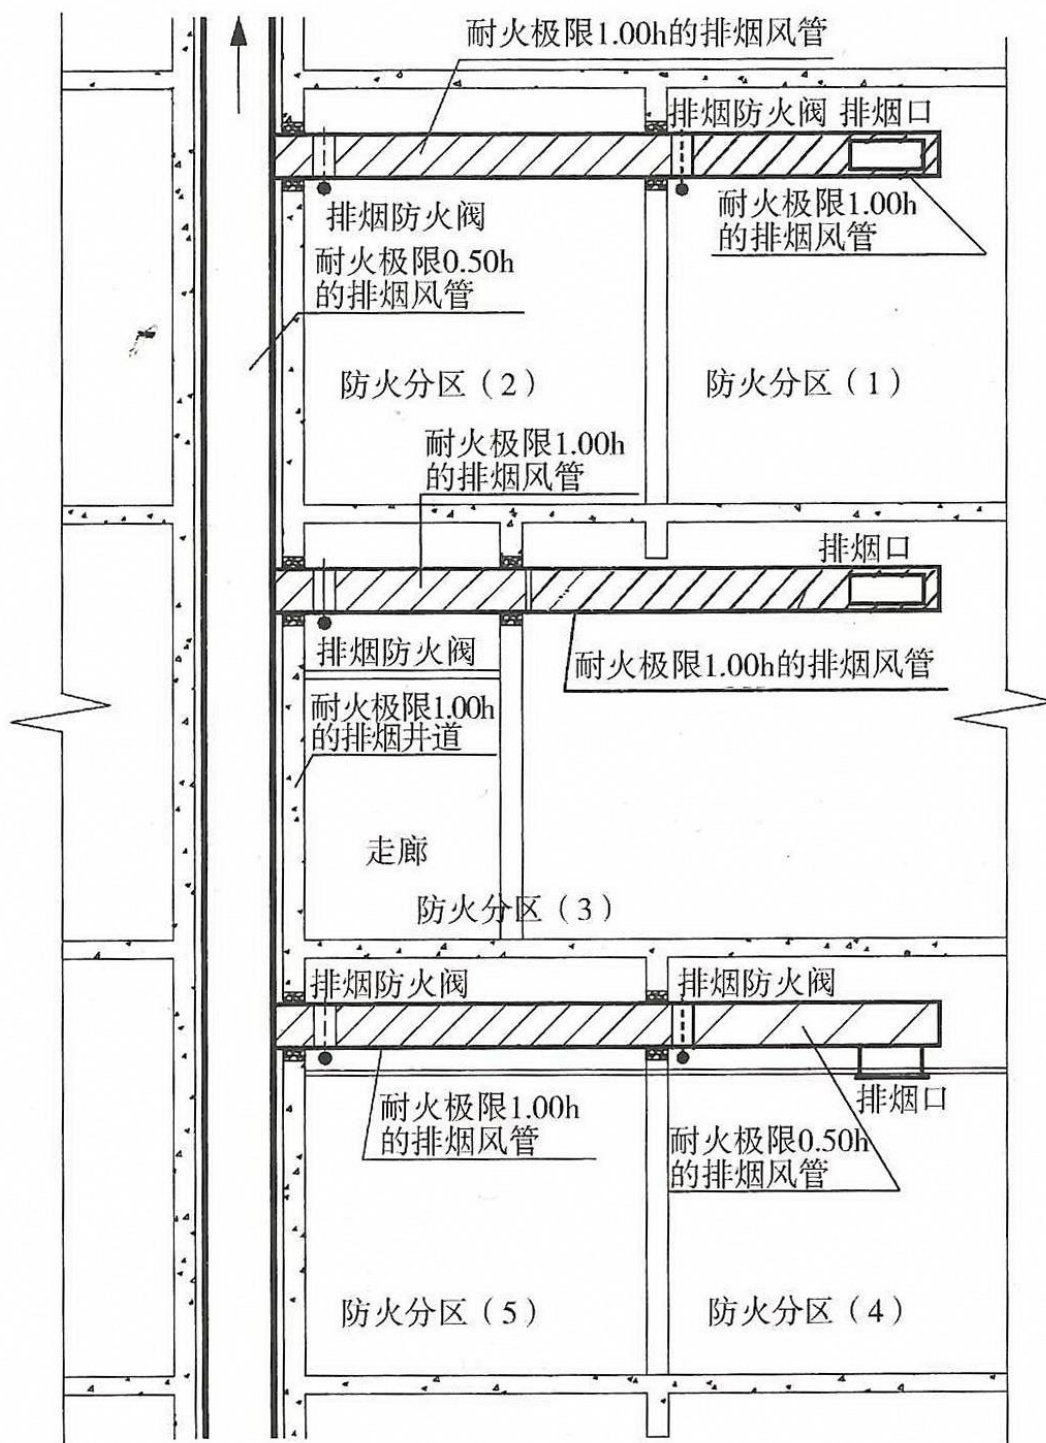 耐火极限1.00h的排烟风管
排烟防火阀 排烟口
耐火极限1.00h
的排烟风管
排烟防火阀
耐火极限0.50h
的排烟风管
防火分区（2）
防火分区（1）
耐火极限1.00h
的排烟风管
排烟口
排烟防火阀
耐火极限1.00h的排烟风管
耐火极限1.00h
的排烟井道
走廊
防火分区（3）
排烟防火阀
排烟防火阀
排烟口
耐火极限1.00h
的排烟风管
耐火极限0.50h
的排烟风管
防火分区（5）
防火分区（4）